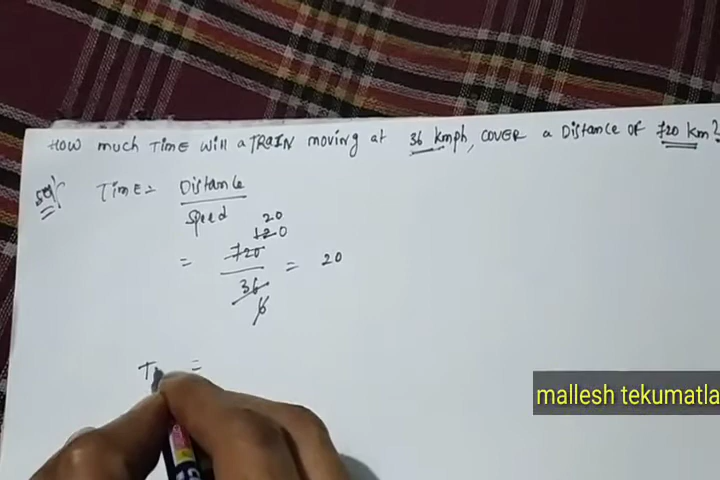 How much Time will a TRAIN moving at 36 kmph, COVER a Distance OF 720 km?
Sol: Time = Distance
Speed
20
120
= 720 = 20
36
6
T =
mallesh tekumatla